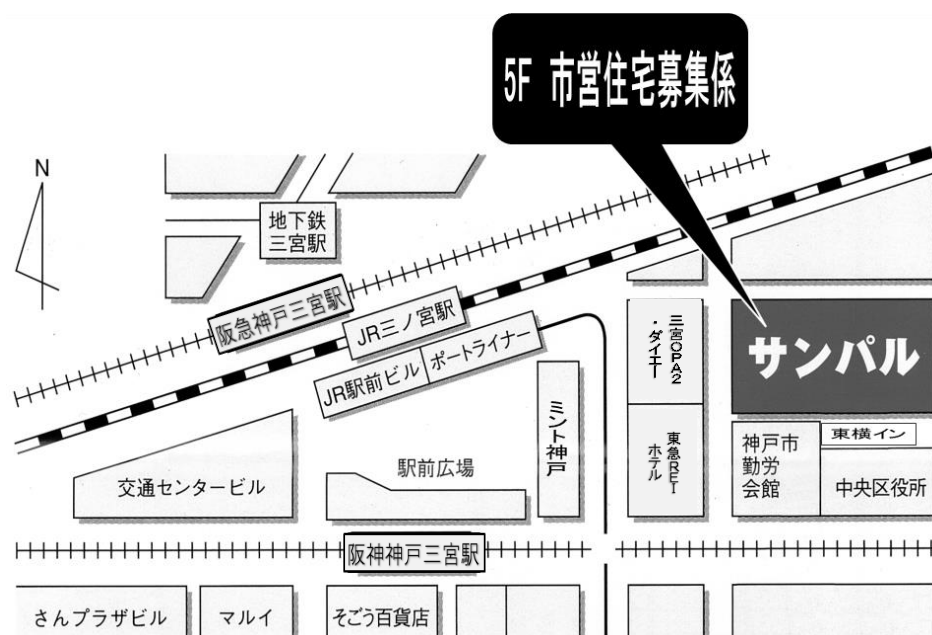 5F 市営住宅募集係
N
地下鉄
三宮駅
阪急神戸三宮駅
JR三ノ宮駅
JR駅前ビル
ポートライナー
三宮OPA2
・ダイエー
サンパル
ミント神戸
東急REI
ホテル
神戸市
勤労
会館
東横イン
中央区役所
駅前広場
交通センタービル
阪神神戸三宮駅
さんプラザビル
マルイ
そごう百貨店